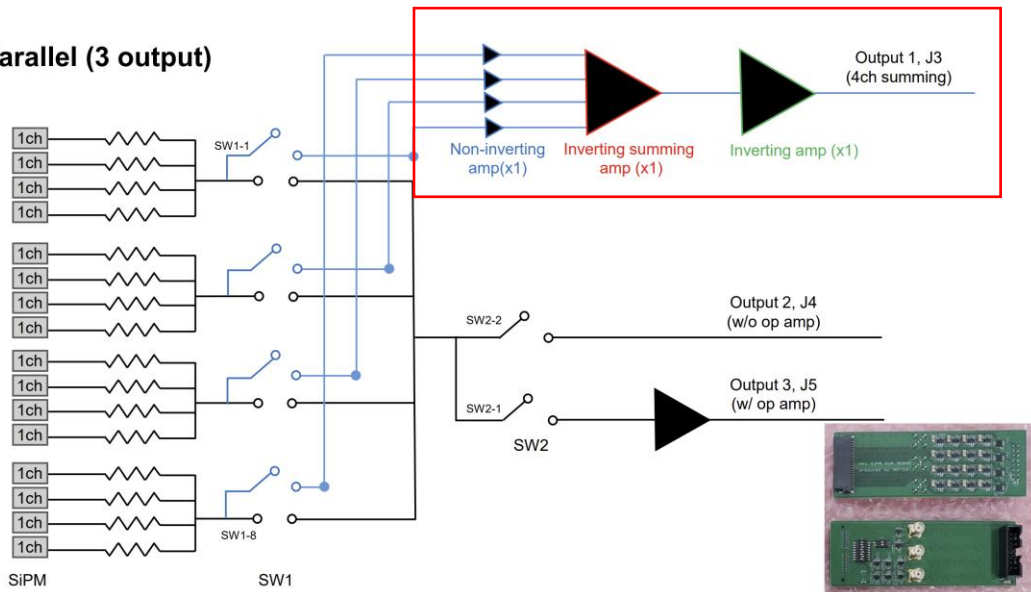 arallel (3 output)
Output 1, J3
(4ch summing)
Non-inverting
amp(x1)
Inverting summing
amp (x1)
Inverting amp (x1)
1ch
1ch
1ch
1ch
SW1-1
1ch
1ch
1ch
1ch
SW2-2
Output 2, J4
(w/o op amp)
1ch
1ch
1ch
1ch
SW2-1
Output 3, J5
(w/ op amp)
SW2
1ch
1ch
1ch
1ch
SW1-8
SiPM
SW1